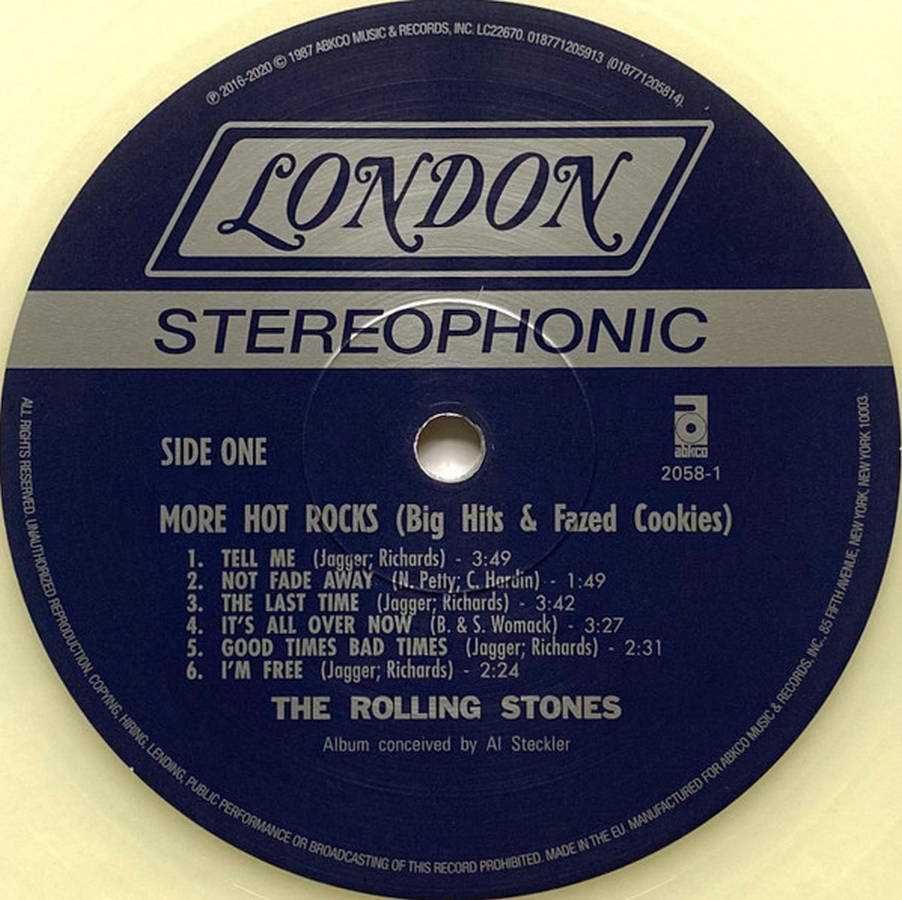 ℗ 2016-2020 © 1987 ABKCO MUSIC & RECORDS, INC. LC22670. 018771205913 (018771205814).
LONDON
STEREOPHONIC
SIDE ONE
abkco
2058-1
MORE HOT ROCKS (Big Hits & Fazed Cookies)
1. TELL ME (Jagger; Richards) - 3:49
2. NOT FADE AWAY (N. Petty; C. Hardin) - 1:49
3. THE LAST TIME (Jagger; Richards) - 3:42
4. IT'S ALL OVER NOW (B. & S. Womack) - 3:27
5. GOOD TIMES BAD TIMES (Jagger; Richards) - 2:31
6. I'M FREE (Jagger; Richards) - 2:24
THE ROLLING STONES
Album conceived by Al Steckler
ALL RIGHTS RESERVED. UNAUTHORIZED REPRODUCTION, COPYING, HIRING, LENDING, PUBLIC PERFORMANCE OR BROADCASTING OF THIS RECORD PROHIBITED. MADE IN THE EU. MANUFACTURED FOR ABKCO MUSIC & RECORDS, INC., 85 FIFTH AVENUE, NEW YORK, NEW YORK 10003.